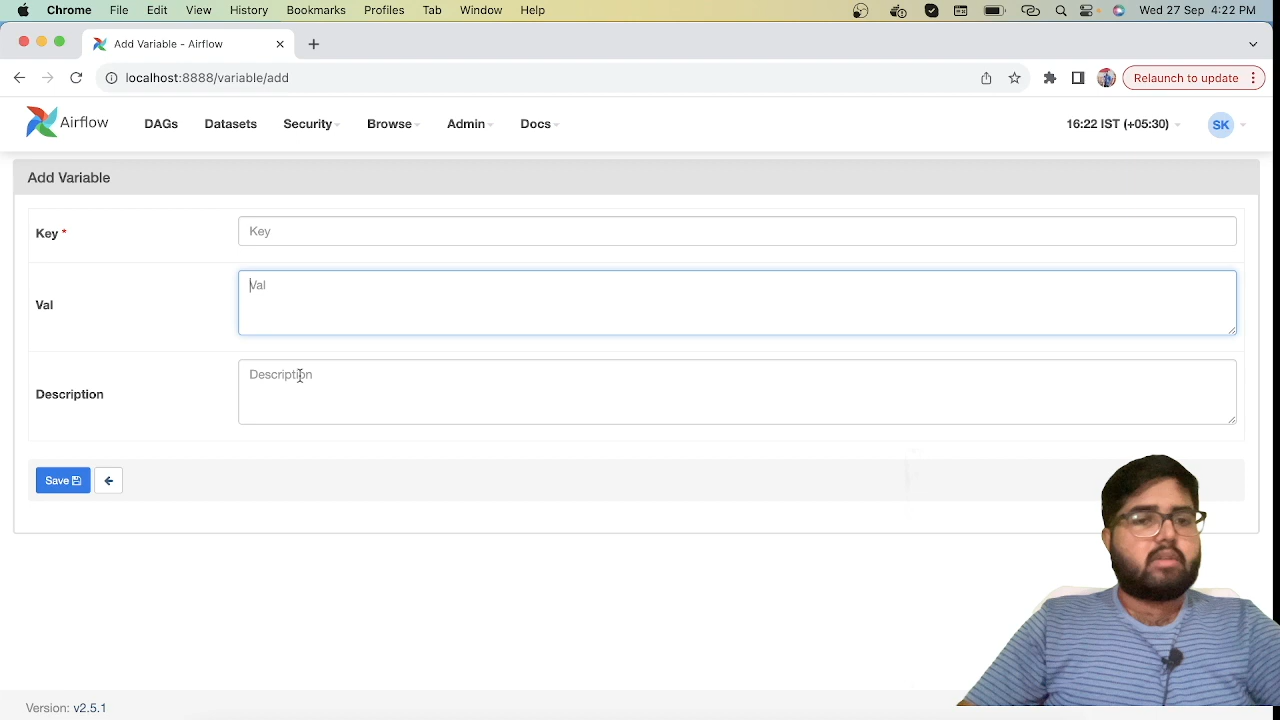 Chrome File Edit View History Bookmarks Profiles Tab Window Help Wed 27 Sep 4:22 PM
Add Variable - Airflow
localhost:8888/variable/add Relaunch to update
Airflow DAGs Datasets Security Browse Admin Docs 16:22 IST (+05:30) SK
Add Variable
Key * Key
Val Val
Description Description
Save
Version: v2.5.1